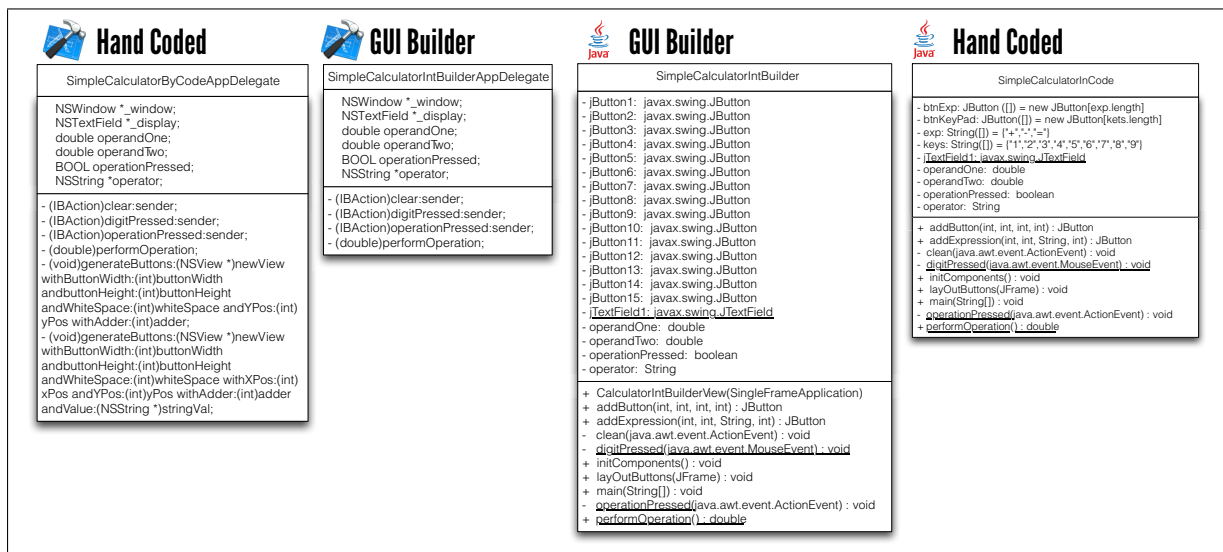 Hand Coded
SimpleCalculatorByCodeAppDelegate
NSWindow *_window;
NSTextField *_display;
double operandOne;
double operandTwo;
BOOL operationPressed;
NSString *operator;
- (IBAction)clear:sender;
- (IBAction)digitPressed:sender;
- (IBAction)operationPressed:sender;
- (double)performOperation;
- (void)generateButtons:(NSView *)newView
withButtonWidth:(int)buttonWidth
andbuttonHeight:(int)buttonHeight
andWhiteSpace:(int)whiteSpace andYPos:(int)
yPos withAdder:(int)adder;
- (void)generateButtons:(NSView *)newView
withButtonWidth:(int)buttonWidth
andbuttonHeight:(int)buttonHeight
andWhiteSpace:(int)whiteSpace withXPos:(int)
xPos andYPos:(int)yPos withAdder:(int)adder
andValue:(NSString *)stringVal;
GUI Builder
SimpleCalculatorIntBuilderAppDelegate
NSWindow *_window;
NSTextField *_display;
double operandOne;
double operandTwo;
BOOL operationPressed;
NSString *operator;
- (IBAction)clear:sender;
- (IBAction)digitPressed:sender;
- (IBAction)operationPressed:sender;
- (double)performOperation;
Java
GUI Builder
SimpleCalculatorIntBuilder
- jButton1: javax.swing.JButton
- jButton2: javax.swing.JButton
- jButton3: javax.swing.JButton
- jButton4: javax.swing.JButton
- jButton5: javax.swing.JButton
- jButton6: javax.swing.JButton
- jButton7: javax.swing.JButton
- jButton8: javax.swing.JButton
- jButton9: javax.swing.JButton
- jButton10: javax.swing.JButton
- jButton11: javax.swing.JButton
- jButton12: javax.swing.JButton
- jButton13: javax.swing.JButton
- jButton14: javax.swing.JButton
- jButton15: javax.swing.JButton
- jTextField1: javax.swing.JTextField
- operandOne: double
- operandTwo: double
- operationPressed: boolean
- operator: String
+ CalculatorIntBuilderView(SingleFrameApplication)
+ addButton(int, int, int, int) : JButton
+ addExpression(int, int, String, int) : JButton
- clean(java.awt.event.ActionEvent) : void
- digitPressed(java.awt.event.MouseEvent) : void
+ initComponents() : void
+ layOutButtons(JFrame) : void
+ main(String[]) : void
- operationPressed(java.awt.event.ActionEvent) : void
+ performOperation() : double
Java
Hand Coded
SimpleCalculatorInCode
- btnExp: JButton ([]) = new JButton[exp.length]
- btnKeyPad: JButton([]) = new JButton[kets.length]
- exp: String([]) = {"+","-","="}
- keys: String([]) = {"1","2","3","4","5","6","7","8","9"}
- jTextField1: javax.swing.JTextField
- operandOne: double
- operandTwo: double
- operationPressed: boolean
- operator: String
+ addButton(int, int, int, int) : JButton
+ addExpression(int, int, String, int) : JButton
- clean(java.awt.event.ActionEvent) : void
- digitPressed(java.awt.event.MouseEvent) : void
+ initComponents() : void
+ layOutButtons(JFrame) : void
+ main(String[]) : void
- operationPressed(java.awt.event.ActionEvent) : void
+ performOperation() : double